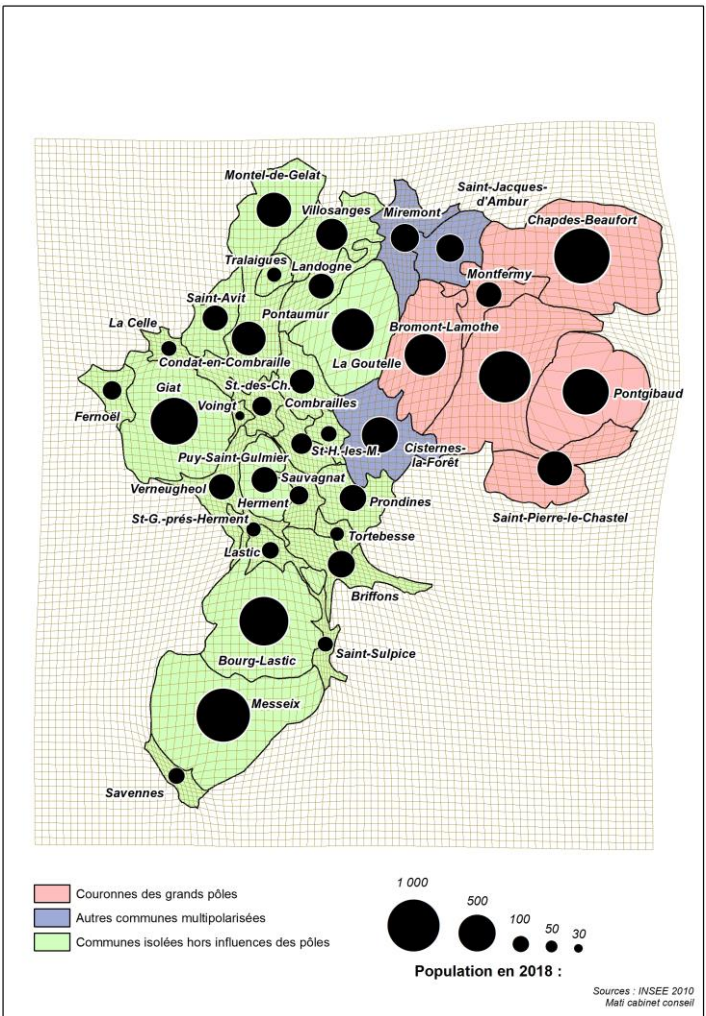 Montel-de-Gelat
Villosanges
Miremont
Saint-Jacques-
d'Ambur
Chapdes-Beaufort
Tralaigues
Landogne
Montfermy
Saint-Avit
Pontaumur
Bromont-Lamothe
La Celle
Condat-en-Combraille
La Goutelle
Giat
St.-des-Ch.
Pontgibaud
Fernoël
Voingt
Combrailles
Puy-Saint-Gulmier
St-H.-les-M.
Cisternes-
la-Forêt
Sauvagnat
Verneugheol
Herment
Prondines
St-G.-prés-Herment
Saint-Pierre-le-Chastel
Tortebesse
Lastic
Briffons
Bourg-Lastic
Saint-Sulpice
Messeix
Savennes
Couronnes des grands pôles
Autres communes multipolarisées
Communes isolées hors influences des pôles
1 000
500
100
50
30
Population en 2018 :
Sources : INSEE 2010
Mati cabinet conseil